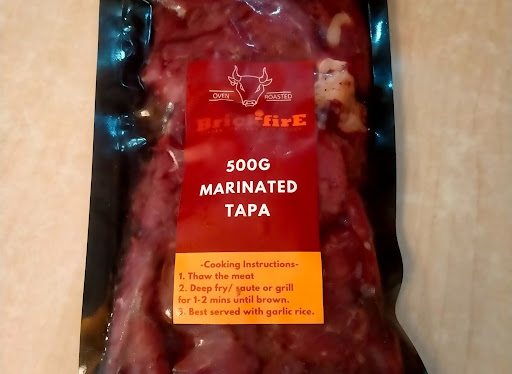 OVEN ROASTED
Brick firE
500G
MARINATED
TAPA
-Cooking Instructions-
1. Thaw the meat
2. Deep fry/ saute or grill
for 1-2 mins until brown.
3. Best served with garlic rice.